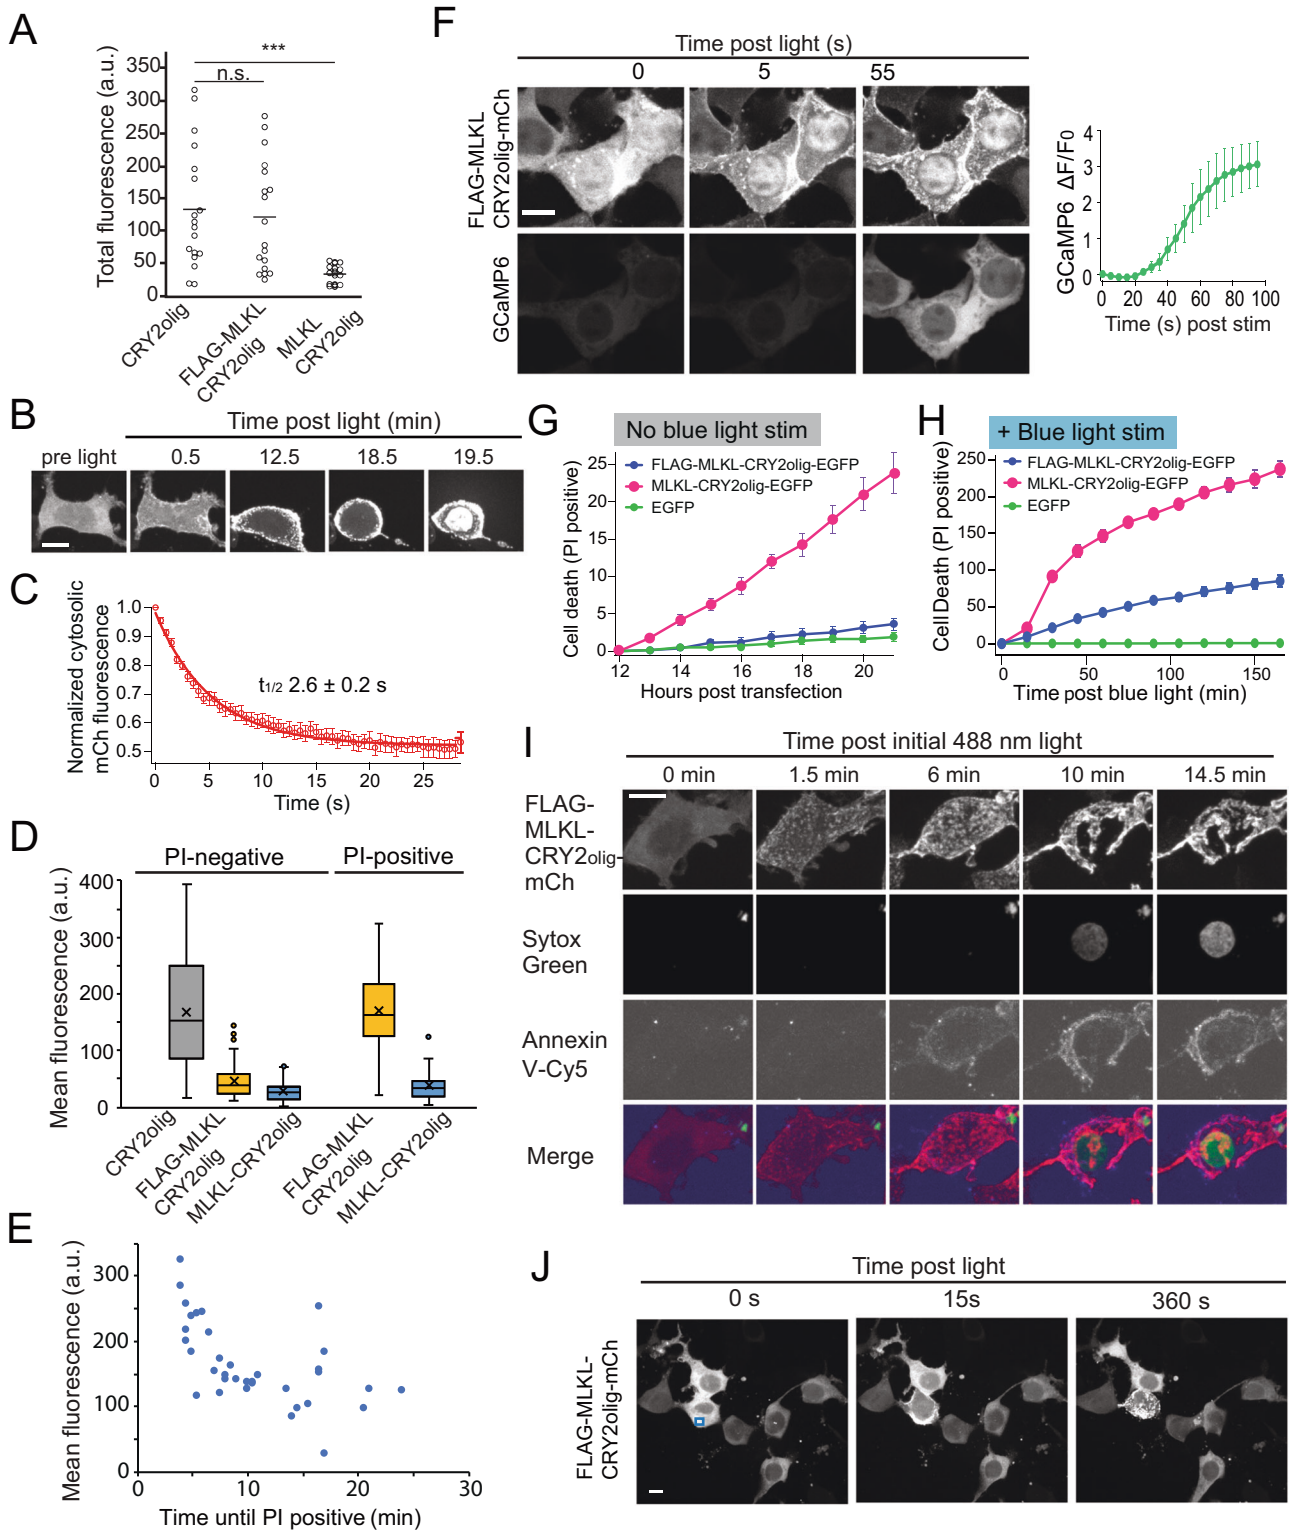 A
Total fluorescence (a.u.)
350
300
250
200
150
100
50
0
***
n.s.
CRY2olig
FLAG-MLKL
CRY2olig
MLKL
CRY2olig
B
Time post light (min)
pre light
0.5
12.5
18.5
19.5
C
Normalized cytosolic
mCh fluorescence
1.0
0.9
0.8
0.7
0.6
0.5
t1/2 2.6 ± 0.2 s
0
5
10
15
20
25
Time (s)
D
PI-negative
PI-positive
Mean fluorescence (a.u.)
400
300
200
100
0
CRY2olig
FLAG-MLKL
CRY2olig
MLKL-CRY2olig
FLAG-MLKL
CRY2olig
MLKL-CRY2olig
E
Mean fluorescence (a.u.)
300
200
100
0
0
10
20
30
Time until PI positive (min)
F
Time post light (s)
0
5
55
FLAG-MLKL
CRY2olig-mCh
GCaMP6
GCaMP6 ΔF/F0
4
3
2
1
0
0
20
40
60
80
100
Time (s) post stim
G
No blue light stim
FLAG-MLKL-CRY2olig-EGFP
MLKL-CRY2olig-EGFP
EGFP
Cell death (PI positive)
25
20
15
10
5
0
12
14
16
18
20
Hours post transfection
H
+ Blue light stim
FLAG-MLKL-CRY2olig-EGFP
MLKL-CRY2olig-EGFP
EGFP
Cell Death (PI positive)
250
200
150
100
50
0
0
50
100
150
Time post blue light (min)
I
Time post initial 488 nm light
0 min
1.5 min
6 min
10 min
14.5 min
FLAG-
MLKL-
CRY2olig-
mCh
Sytox
Green
Annexin
V-Cy5
Merge
J
Time post light
0 s
15s
360 s
FLAG-MLKL-
CRY2olig-mCh